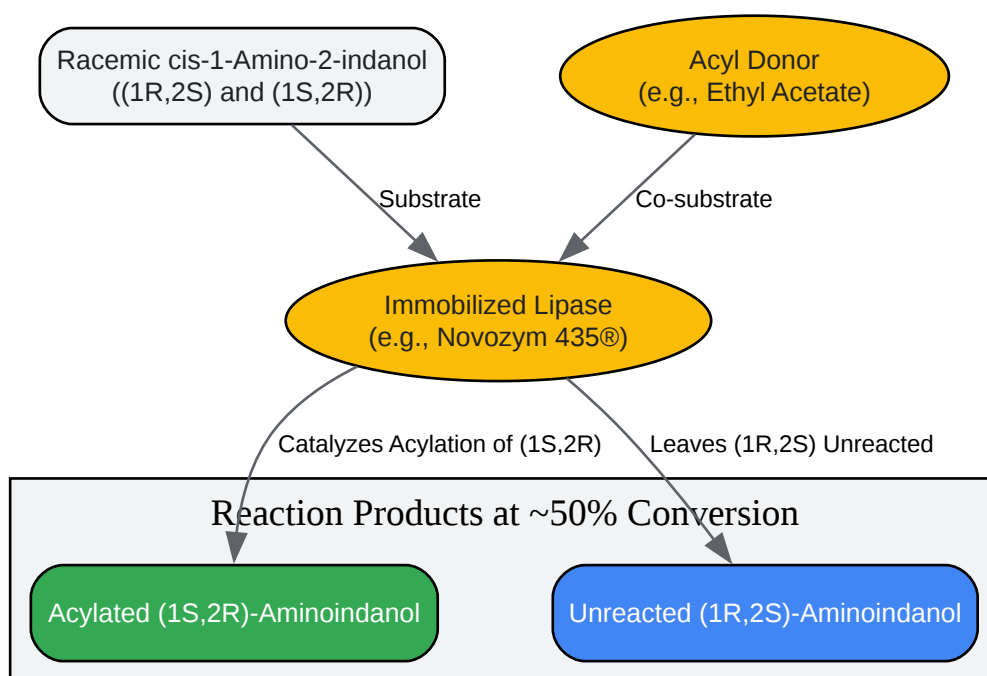 Racemic cis-1-Amino-2-indanol
((1R,2S) and (1S,2R))
Acyl Donor
(e.g., Ethyl Acetate)
Substrate
Co-substrate
Immobilized Lipase
(e.g., Novozym 435®)
Catalyzes Acylation of (1S,2R)
Leaves (1R,2S) Unreacted
Reaction Products at ~50% Conversion
Acylated (1S,2R)-Aminoindanol
Unreacted (1R,2S)-Aminoindanol